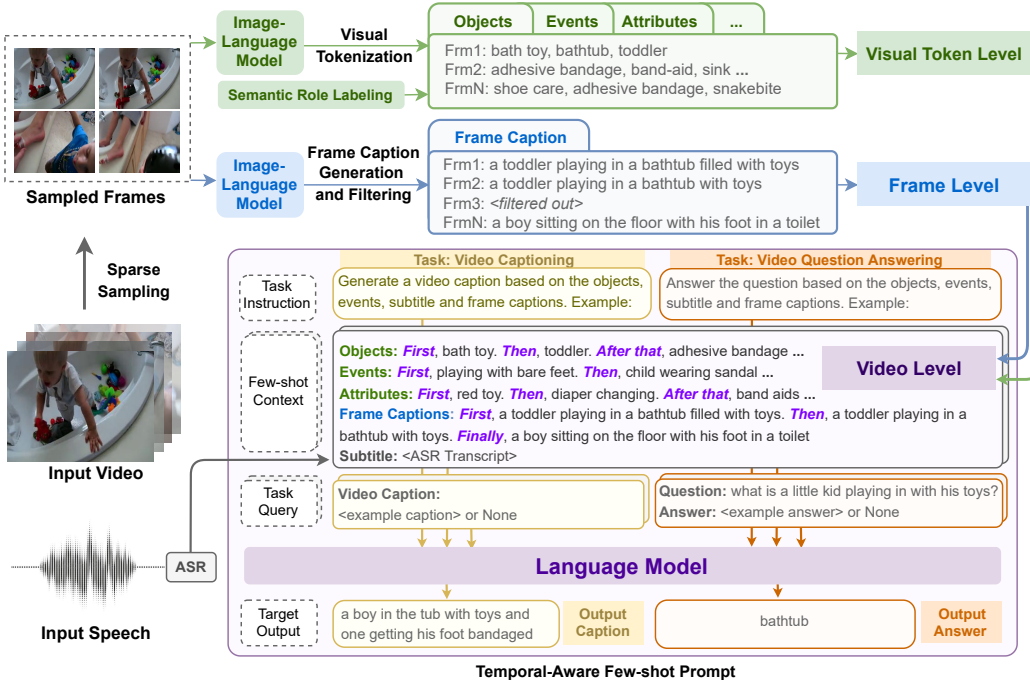 Objects
Events
Attributes
...
Image-
Language
Model
Visual
Tokenization
Semantic Role Labeling
Frm1: bath toy, bathtub, toddler
Frm2: adhesive bandage, band-aid, sink ...
FrmN: shoe care, adhesive bandage, snakebite
Visual Token Level
Sampled Frames
Image-
Language
Model
Frame Caption
Generation
and Filtering
Frame Caption
Frm1: a toddler playing in a bathtub filled with toys
Frm2: a toddler playing in a bathtub with toys
Frm3: <filtered out>
FrmN: a boy sitting on the floor with his foot in a toilet
Frame Level
Sparse
Sampling
Input Video
Input Speech
ASR
Task: Video Captioning
Task: Video Question Answering
Task
Instruction
Generate a video caption based on the objects,
events, subtitle and frame captions. Example:
Answer the question based on the objects, events,
subtitle and frame captions. Example:
Few-shot
Context
Objects: First, bath toy. Then, toddler. After that, adhesive bandage ...
Events: First, playing with bare feet. Then, child wearing sandal ...
Attributes: First, red toy. Then, diaper changing. After that, band aids ...
Frame Captions: First, a toddler playing in a bathtub filled with toys. Then, a toddler playing in a
bathtub with toys. Finally, a boy sitting on the floor with his foot in a toilet
Subtitle: <ASR Transcript>
Video Level
Task
Query
Video Caption:
<example caption> or None
Question: what is a little kid playing in with his toys?
Answer: <example answer> or None
Language Model
Target
Output
a boy in the tub with toys and
one getting his foot bandaged
Output
Caption
bathtub
Output
Answer
Temporal-Aware Few-shot Prompt